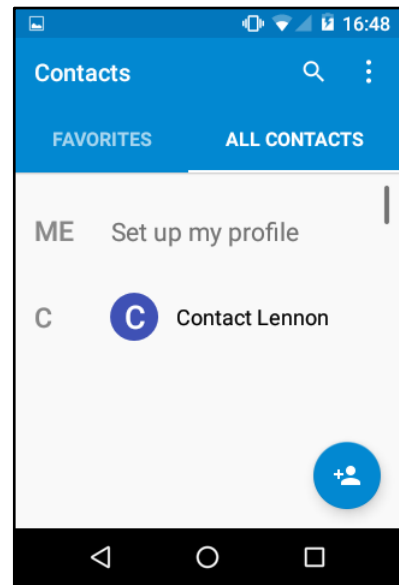 16:48
Contacts
FAVORITES ALL CONTACTS
ME Set up my profile
C C Contact Lennon